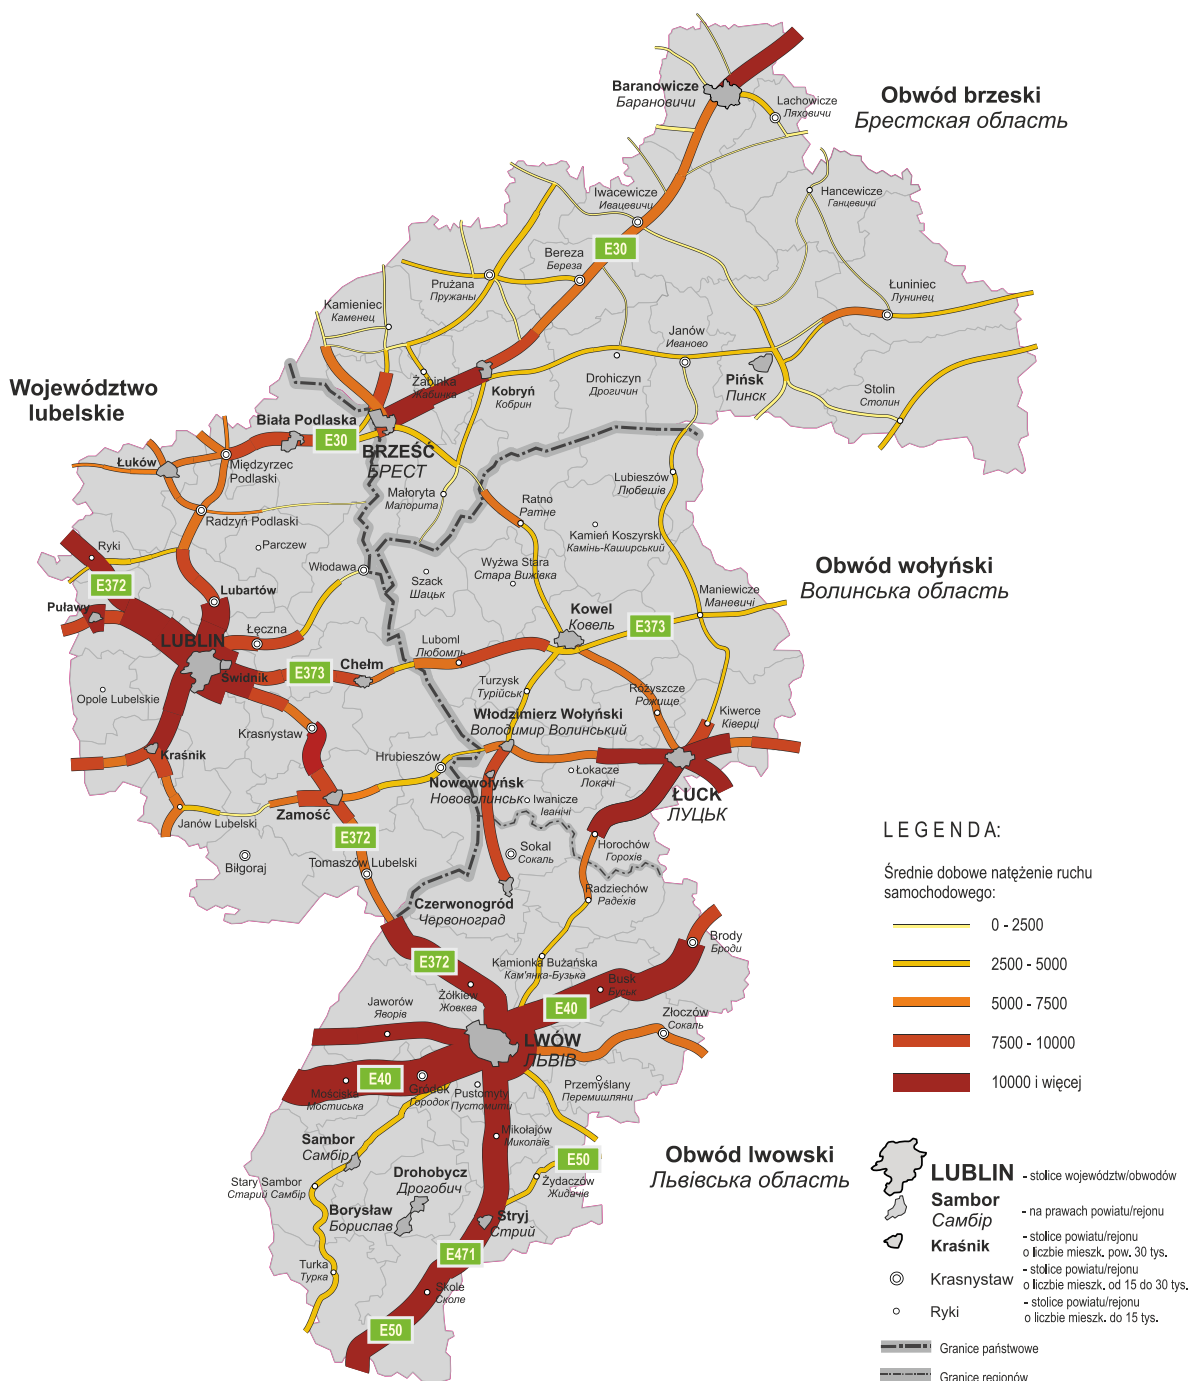 Baranowicze
Барановичи
Lachowicze
Ляховичи
Obwód brzeski
Брестская область
Iwacewicze
Ивацевичи
Hancewicze
Ганцевичи
E30
Bereza
Береза
Prużana
Пружаны
Kamieniec
Каменец
Łuniniec
Лунинец
Janów
Иваново
Żabinka
Жабинка
Kobryń
Кобрин
Drohiczyn
Дрогичин
Pińsk
Пинск
Stolin
Столин
Województwo
lubelskie
Biała Podlaska
E30
BRZEŚĆ
БРЕСТ
Łuków
Międzyrzec
Podlaski
Małoryta
Малорита
Lubieszów
Любешів
Radzyń Podlaski
Ratno
Ратне
Kamień Koszyrski
Камінь-Каширський
Ryki
Parczew
Włodawa
Szack
Шацьк
Wyżwa Stara
Стара Вижівка
Obwód wołyński
Волинська область
E372
Puławy
Lubartów
Maniewicze
Маневичі
Kowel
Ковель
E373
Łęczna
LUBLIN
Luboml
Любомль
Świdnik
E373
Chełm
Opole Lubelskie
Turzysk
Турійськ
Różyszcze
Рожище
Kiwerce
Ківерці
Krasnystaw
Włodzimierz Wołyński
Володимир Волинський
Kraśnik
Hrubieszów
Nowowołyńsk
Нововолинськ
Łokacze
Локачі
Iwanicze
Іваничі
ŁUCK
ЛУЦЬК
Janów Lubelski
Zamość
E372
Biłgoraj
Tomaszów Lubelski
Sokal
Сокаль
Horochów
Горохів
Radziechów
Радехів
Czerwonogród
Червоноград
Brody
Броди
E372
Kamionka Bużańska
Кам'янка-Бузька
Busk
Буськ
Żółkiew
Жовква
E40
Jaworów
Яворів
Złoczów
Сокаль
LWÓW
ЛЬВІВ
E40
Mościska
Мостиська
Gródek
Городок
Pustomyty
Пустомити
Przemyślany
Перемишляни
Mikołajów
Миколаїв
Sambor
Самбір
E50
Obwód lwowski
Львівська область
Stary Sambor
Старий Самбір
Drohobycz
Дрогобич
Żydaczów
Жидачів
Borysław
Борислав
Stryj
Стрий
E471
Turka
Турка
Skole
Сколе
E50
LEGENDA:
Średnie dobowe natężenie ruchu
samochodowego:
0 - 2500
2500 - 5000
5000 - 7500
7500 - 10000
10000 i więcej
LUBLIN - stolice województw/obwodów
Sambor
Самбір - na prawach powiatu/rejonu
Kraśnik - stolice powiatu/rejonu
o liczbie mieszk. pow. 30 tys.
Krasnystaw - stolice powiatu/rejonu
o liczbie mieszk. od 15 do 30 tys.
Ryki - stolice powiatu/rejonu
o liczbie mieszk. do 15 tys.
Granice państwowe
Granice regionów